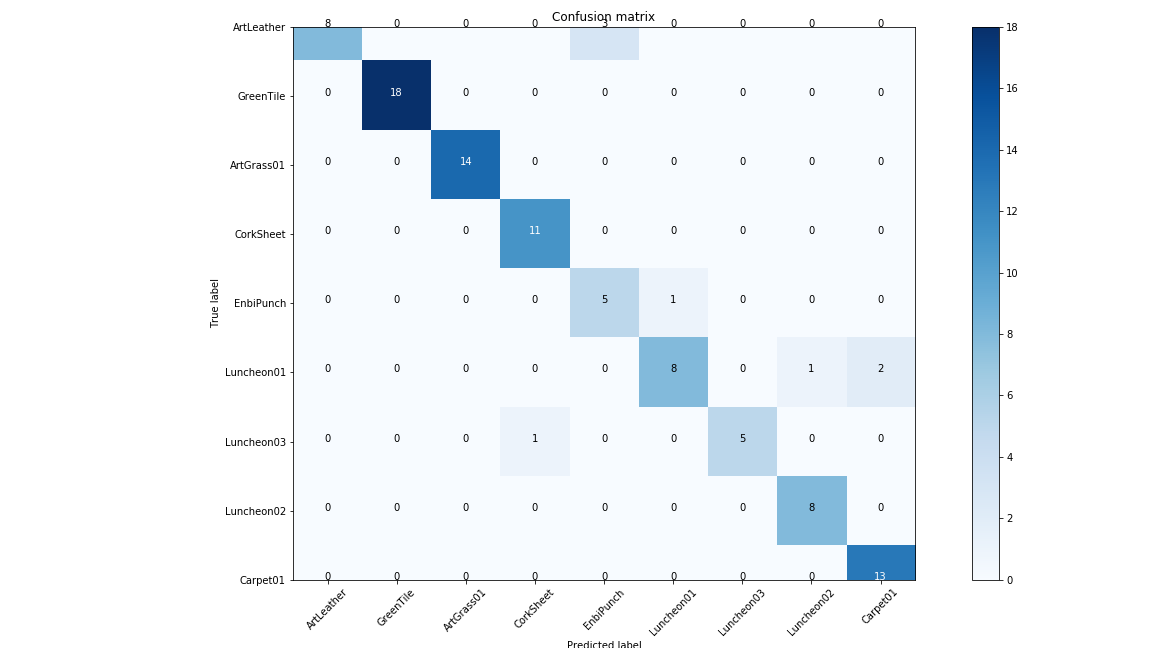 Confusion matrix
ArtLeather 8 0 0 0 3 0 0 0 0
GreenTile 0 18 0 0 0 0 0 0 0
ArtGrass01 0 0 14 0 0 0 0 0 0
CorkSheet 0 0 0 11 0 0 0 0 0
EnbiPunch 0 0 0 0 5 1 0 0 0
Luncheon01 0 0 0 0 0 8 0 1 2
Luncheon03 0 0 0 1 0 0 5 0 0
Luncheon02 0 0 0 0 0 0 0 8 0
Carpet01 0 0 0 0 0 0 0 0 13
True label
ArtLeather GreenTile ArtGrass01 CorkSheet EnbiPunch Luncheon01 Luncheon03 Luncheon02 Carpet01
Predicted label
18
16
14
12
10
8
6
4
2
0